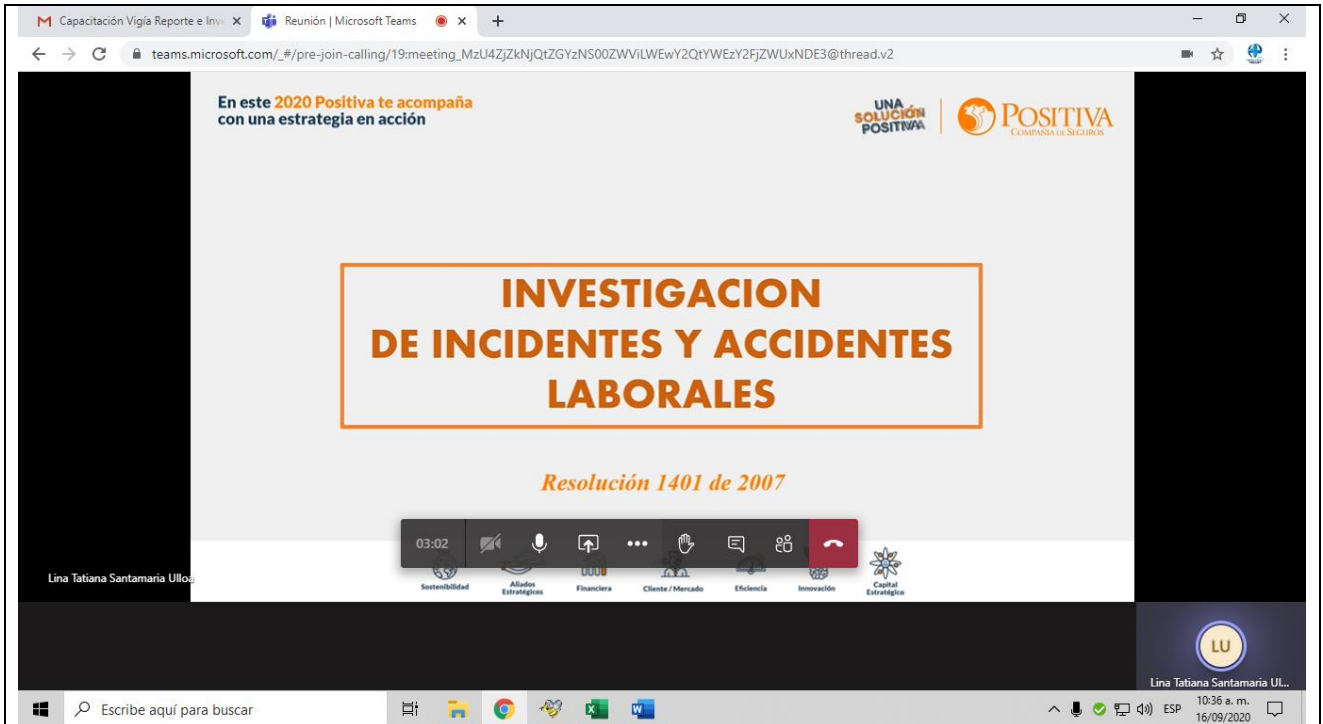 Capacitación Vigía Reporte e Inv
Reunión | Microsoft Teams
teams.microsoft.com/_#/pre-join-calling/19:meeting_MzU4ZjZkNjQtZGYzNS00ZWViLWEwY2QtYWEzY2FjZWUxNDE3@thread.v2
En este 2020 Positiva te acompaña
con una estrategia en acción
UNA
SOLUCIÓN
POSITIVA
POSITIVA
COMPAÑIA DE SEGUROS
INVESTIGACION
DE INCIDENTES Y ACCIDENTES
LABORALES
Resolución 1401 de 2007
03:02
Lina Tatiana Santamaria Ulloa
Sostenibilidad
Aliados
Estratégicos
Financiera
Cliente / Mercado
Eficiencia
Innovación
Capital
Estratégico
LU
Lina Tatiana Santamaria Ul...
Escribe aquí para buscar
ESP
10:36 a. m.
16/09/2020